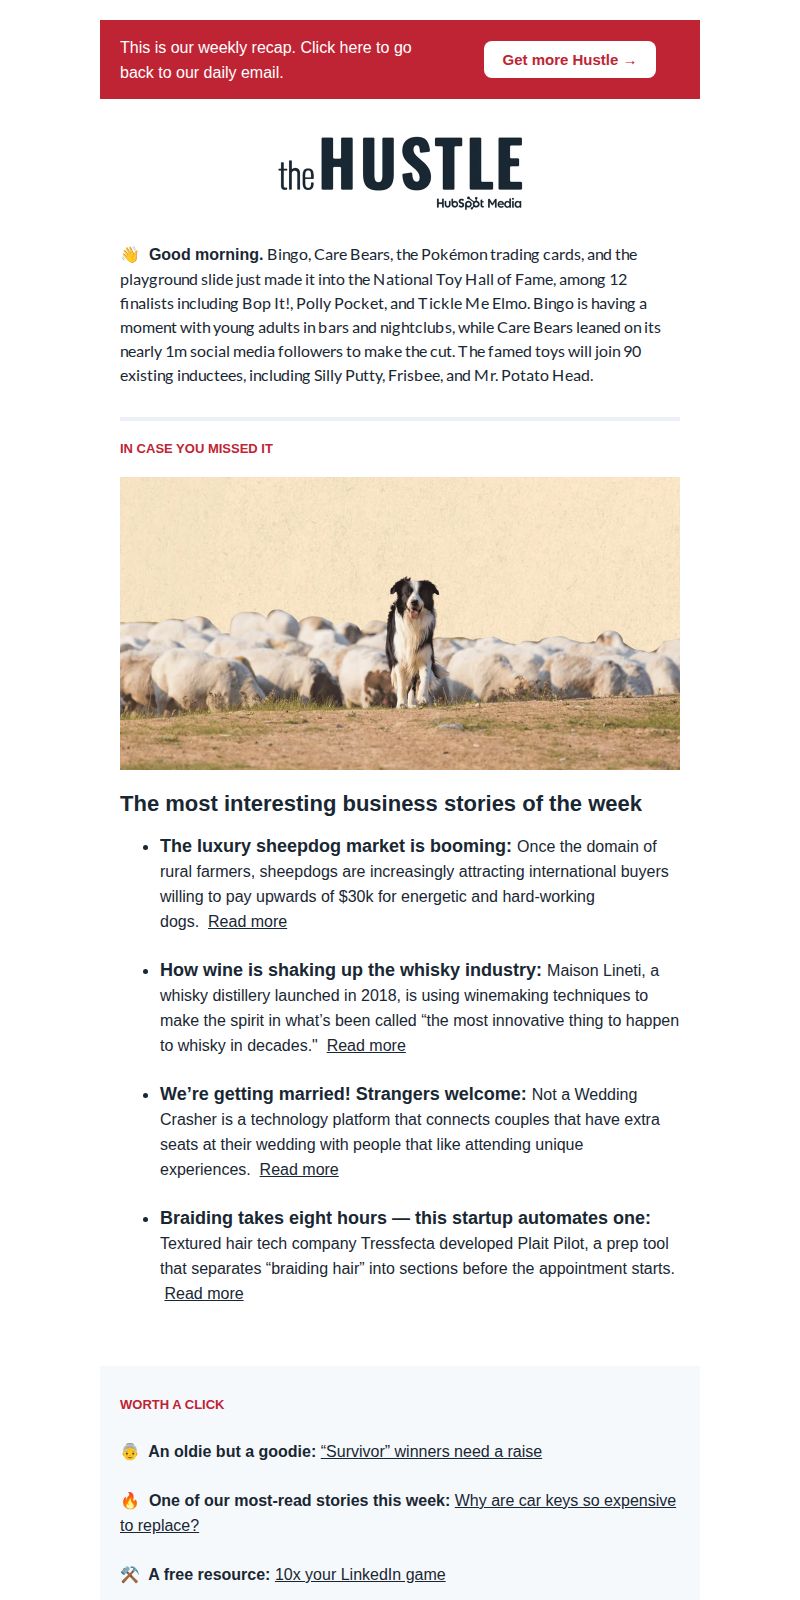 This is our weekly recap. Click here to go
back to our daily email.
Get more Hustle →
the HUSTLE
HubSpot Media
👋 Good morning. Bingo, Care Bears, the Pokémon trading cards, and the
playground slide just made it into the National Toy Hall of Fame, among 12
finalists including Bop It!, Polly Pocket, and Tickle Me Elmo. Bingo is having a
moment with young adults in bars and nightclubs, while Care Bears leaned on its
nearly 1m social media followers to make the cut. The famed toys will join 90
existing inductees, including Silly Putty, Frisbee, and Mr. Potato Head.
IN CASE YOU MISSED IT
The most interesting business stories of the week
• The luxury sheepdog market is booming: Once the domain of
rural farmers, sheepdogs are increasingly attracting international buyers
willing to pay upwards of $30k for energetic and hard-working
dogs. Read more
• How wine is shaking up the whisky industry: Maison Lineti, a
whisky distillery launched in 2018, is using winemaking techniques to
make the spirit in what’s been called “the most innovative thing to happen
to whisky in decades." Read more
• We’re getting married! Strangers welcome: Not a Wedding
Crasher is a technology platform that connects couples that have extra
seats at their wedding with people that like attending unique
experiences. Read more
• Braiding takes eight hours — this startup automates one:
Textured hair tech company Tressfecta developed Plait Pilot, a prep tool
that separates “braiding hair” into sections before the appointment starts.
Read more
WORTH A CLICK
👵 An oldie but a goodie: “Survivor” winners need a raise
🔥 One of our most-read stories this week: Why are car keys so expensive
to replace?
⚒️ A free resource: 10x your LinkedIn game